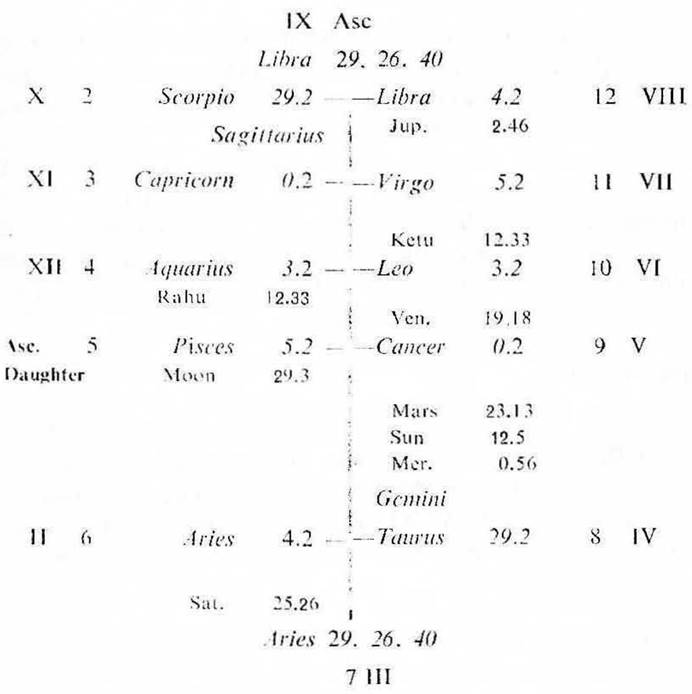 IX Asc
Libra 29. 26. 40
X 2 Scorpio 29.2 — —Libra 4.2 12 VIII
Sagittarius Jup. 2.46
XI 3 Capricorn 0.2 — —Virgo 5.2 11 VII
Ketu 12.33
XII 4 Aquarius 3.2 — —Leo 3.2 10 VI
Rahu 12.33
Ven. 19.18
Asc. 5 Pisces 5.2 — —Cancer 0.2 9 V
Daughter Moon 29.3
Mars 23.13
Sun 12.5
Mer. 0.56
Gemini
II 6 Aries 4.2 — —Taurus 29.2 8 IV
Sat. 25.26
Aries 29. 26. 40
7 III